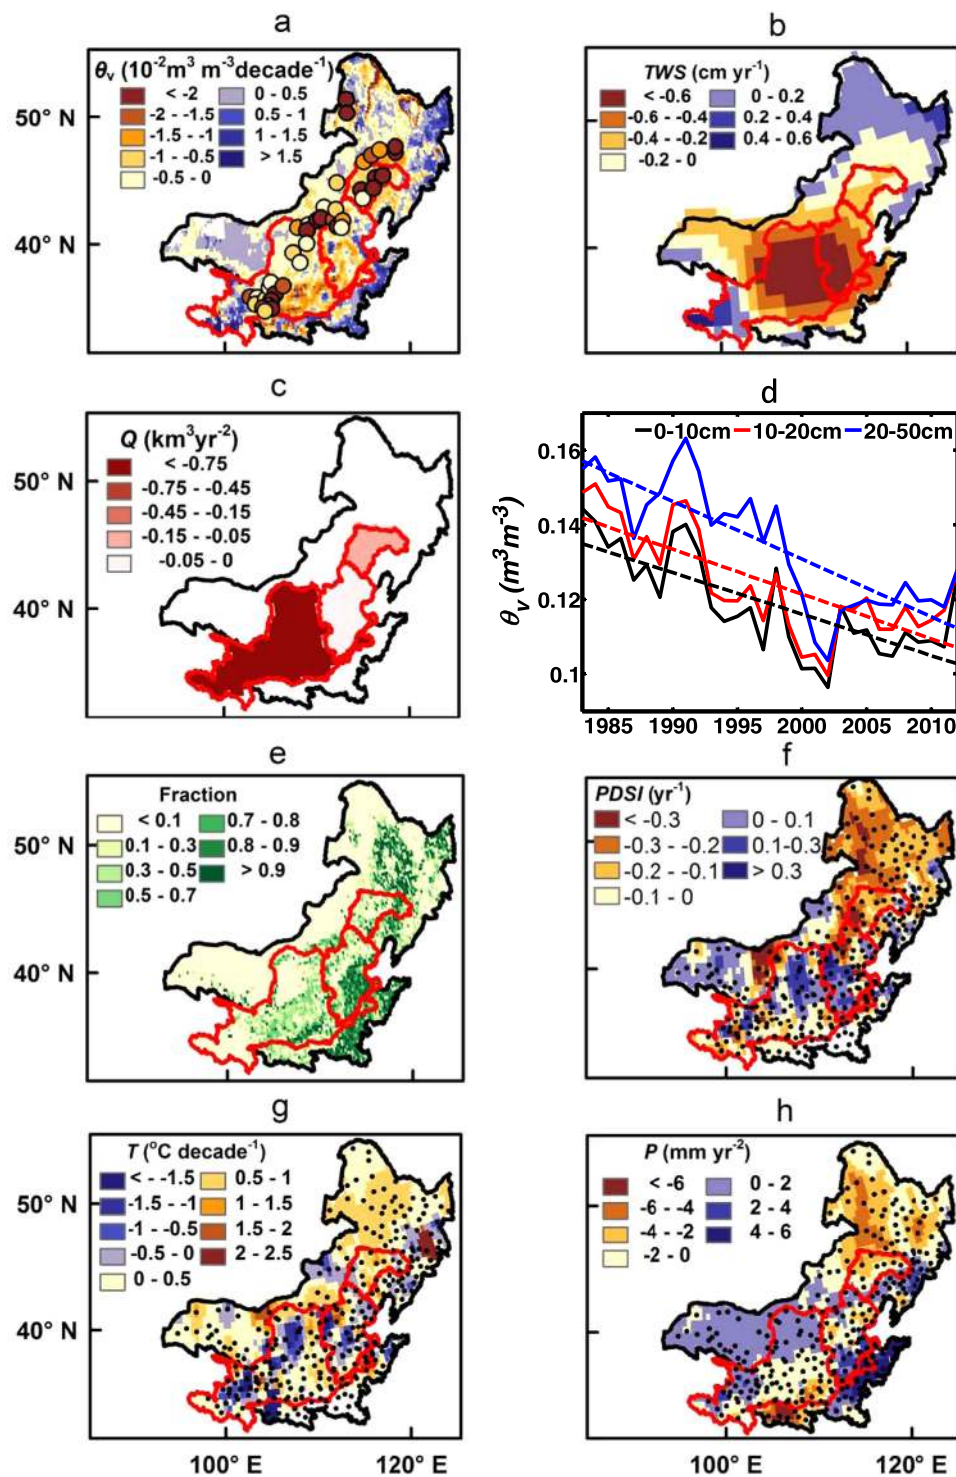 a
θv (10-2m3 m-3decade-1)
< -2
0 - 0.5
-2 - -1.5
0.5 - 1
-1.5 - -1
1 - 1.5
-1 - -0.5
> 1.5
-0.5 - 0
50° N
40° N
b
TWS (cm yr-1)
< -0.6
0 - 0.2
-0.6 - -0.4
0.2 - 0.4
-0.4 - -0.2
0.4 - 0.6
-0.2 - 0
c
Q (km3yr-2)
< -0.75
-0.75 - -0.45
-0.45 - -0.15
-0.15 - -0.05
-0.05 - 0
50° N
40° N
d
0-10cm 10-20cm 20-50cm
θv (m3 m-3)
0.16
0.14
0.12
0.1
1985 1990 1995 2000 2005 2010
e
Fraction
< 0.1
0.7 - 0.8
0.1 - 0.3
0.8 - 0.9
0.3 - 0.5
> 0.9
0.5 - 0.7
50° N
40° N
f
PDSI (yr-1)
< -0.3
0 - 0.1
-0.3 - -0.2
0.1-0.3
-0.2 - -0.1
> 0.3
-0.1 - 0
g
T (oC decade-1)
< - -1.5
0.5 - 1
-1.5 - -1
1 - 1.5
-1 - -0.5
1.5 - 2
-0.5 - 0
2 - 2.5
0 - 0.5
50° N
40° N
100° E 120° E
h
P (mm yr-2)
< -6
0 - 2
-6 - -4
2 - 4
-4 - -2
4 - 6
-2 - 0
100° E 120° E